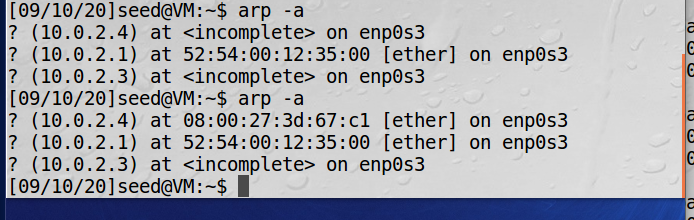 [09/10/20]seed@VM:~$ arp -a
? (10.0.2.4) at <incomplete> on enp0s3
? (10.0.2.1) at 52:54:00:12:35:00 [ether] on enp0s3
? (10.0.2.3) at <incomplete> on enp0s3
[09/10/20]seed@VM:~$ arp -a
? (10.0.2.4) at 08:00:27:3d:67:c1 [ether] on enp0s3
? (10.0.2.1) at 52:54:00:12:35:00 [ether] on enp0s3
? (10.0.2.3) at <incomplete> on enp0s3
[09/10/20]seed@VM:~$